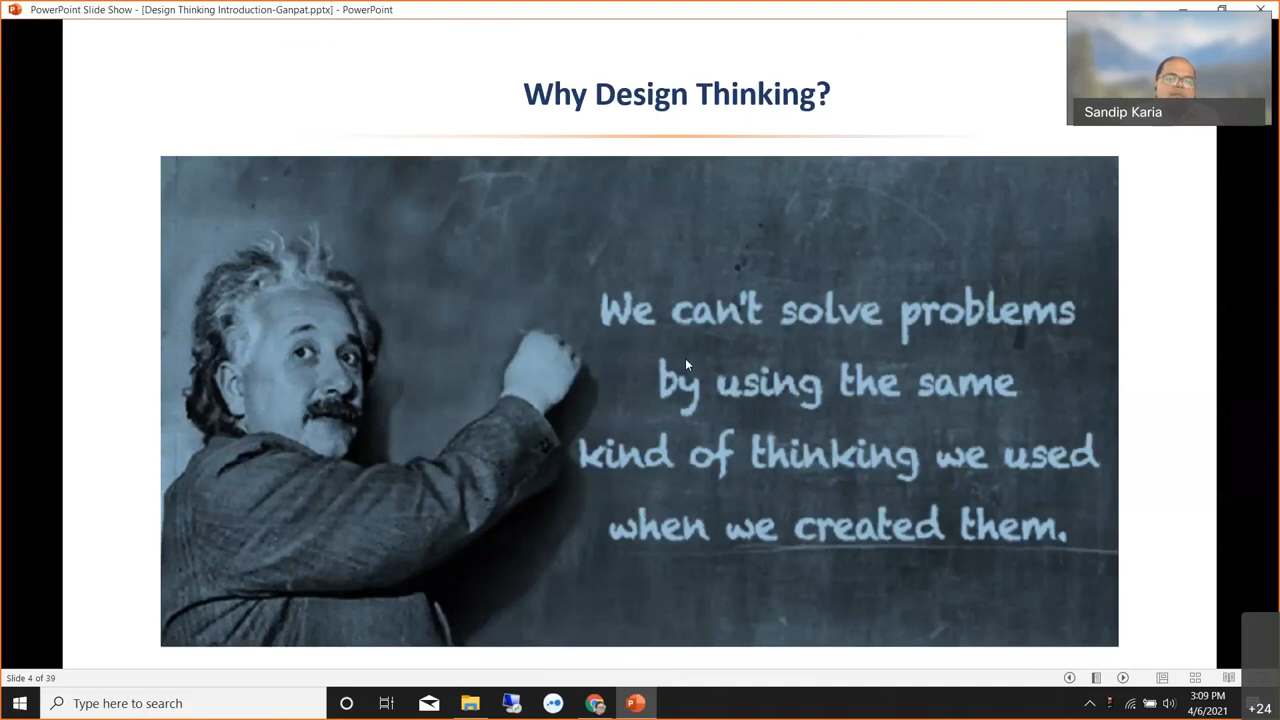 PowerPoint Slide Show - [Design Thinking Introduction-Ganpat.pptx] - PowerPoint
Why Design Thinking?
Sandip Karia
We can't solve problems
by using the same
kind of thinking we used
when we created them.
Slide 4 of 39
Type here to search
3:09 PM
4/6/2021
+24